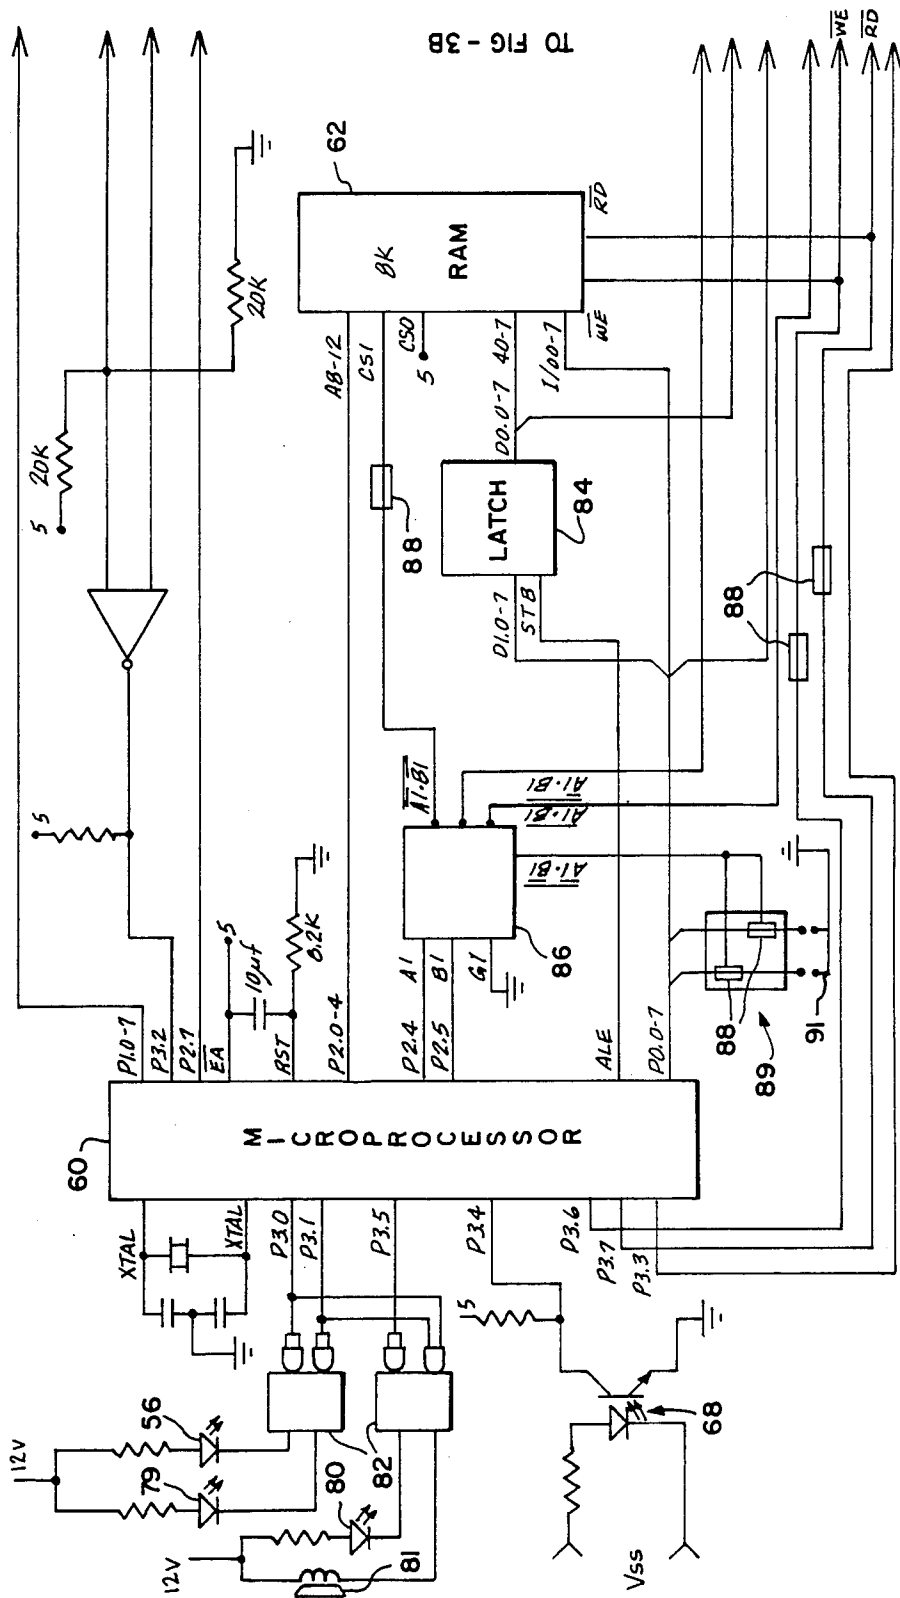 TO FIG-3B
WE
RD
20K
5
20K
62
8K
RAM
RD
WE
A8-12
CS1
CS0
5
A0-7
I/O0-7
D0.0-7
LATCH
84
D1.0-7
STB
88
88
5
A1·B1
A1·B1
A1·B1
A1·B1
86
A1
B1
G1
5
10µf
8.2K
88
89
91
P1.0-7
P3.2
P2.7
EA
RST
P2.0-4
P2.4
P2.5
ALE
P0.0-7
60
MICROPROCESSOR
XTAL
XTAL
P3.0
P3.1
P3.5
P3.4
P3.6
P3.7
P3.3
5
12V
56
79
82
80
12V
81
68
Vss